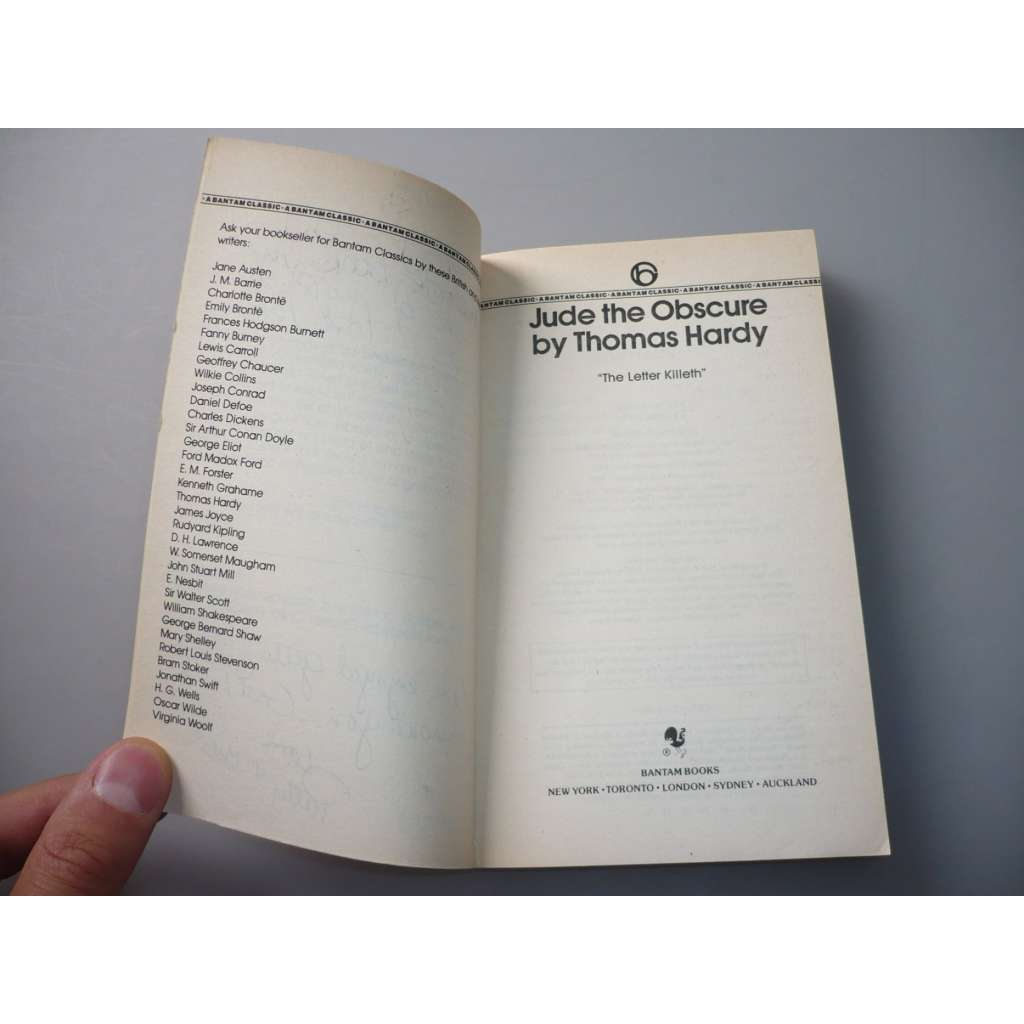 · A BANTAM CLASSIC · A BANTAM CLASSIC · A BANTAM CLASSIC · A BANTAM CLASSIC
Ask your bookseller for Bantam Classics by these British
writers:
Jane Austen
J. M. Barrie
Charlotte Brontë
Emily Brontë
Frances Hodgson Burnett
Fanny Burney
Lewis Carroll
Geoffrey Chaucer
Wilkie Collins
Joseph Conrad
Daniel Defoe
Charles Dickens
Sir Arthur Conan Doyle
George Eliot
Ford Madox Ford
E. M. Forster
Kenneth Grahame
Thomas Hardy
James Joyce
Rudyard Kipling
D. H. Lawrence
W. Somerset Maugham
John Stuart Mill
E. Nesbit
Sir Walter Scott
William Shakespeare
George Bernard Shaw
Mary Shelley
Robert Louis Stevenson
Bram Stoker
Jonathan Swift
H. G. Wells
Oscar Wilde
Virginia Woolf
BANTAM CLASSIC · A BANTAM CLASSIC · A BANTAM CLASSIC · A BANTAM CLASSIC
Jude the Obscure
by Thomas Hardy
"The Letter Killeth"
BANTAM BOOKS
NEW YORK · TORONTO · LONDON · SYDNEY · AUCKLAND